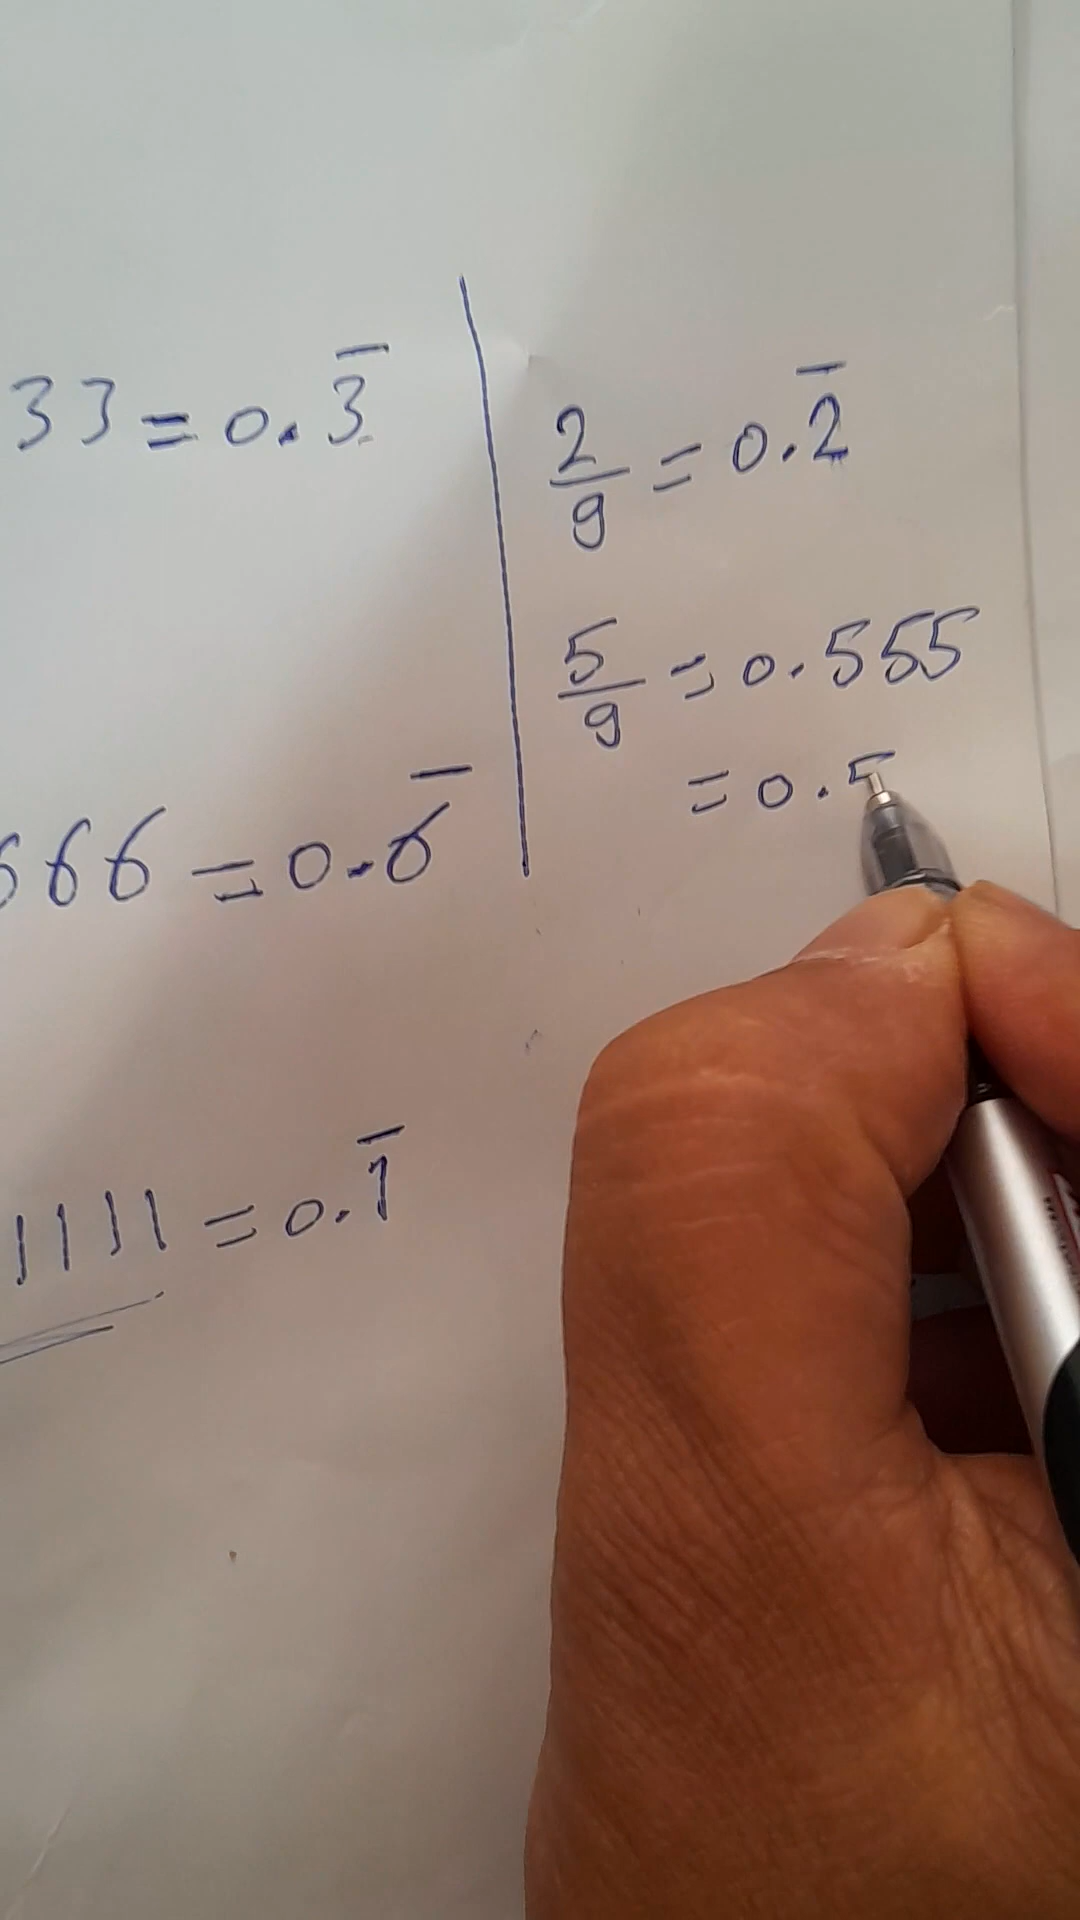 33 = 0.3̅
666 = 0.6̅
1111 = 0.1̅
2/9 = 0.2̅
5/9 = 0.555
= 0.5